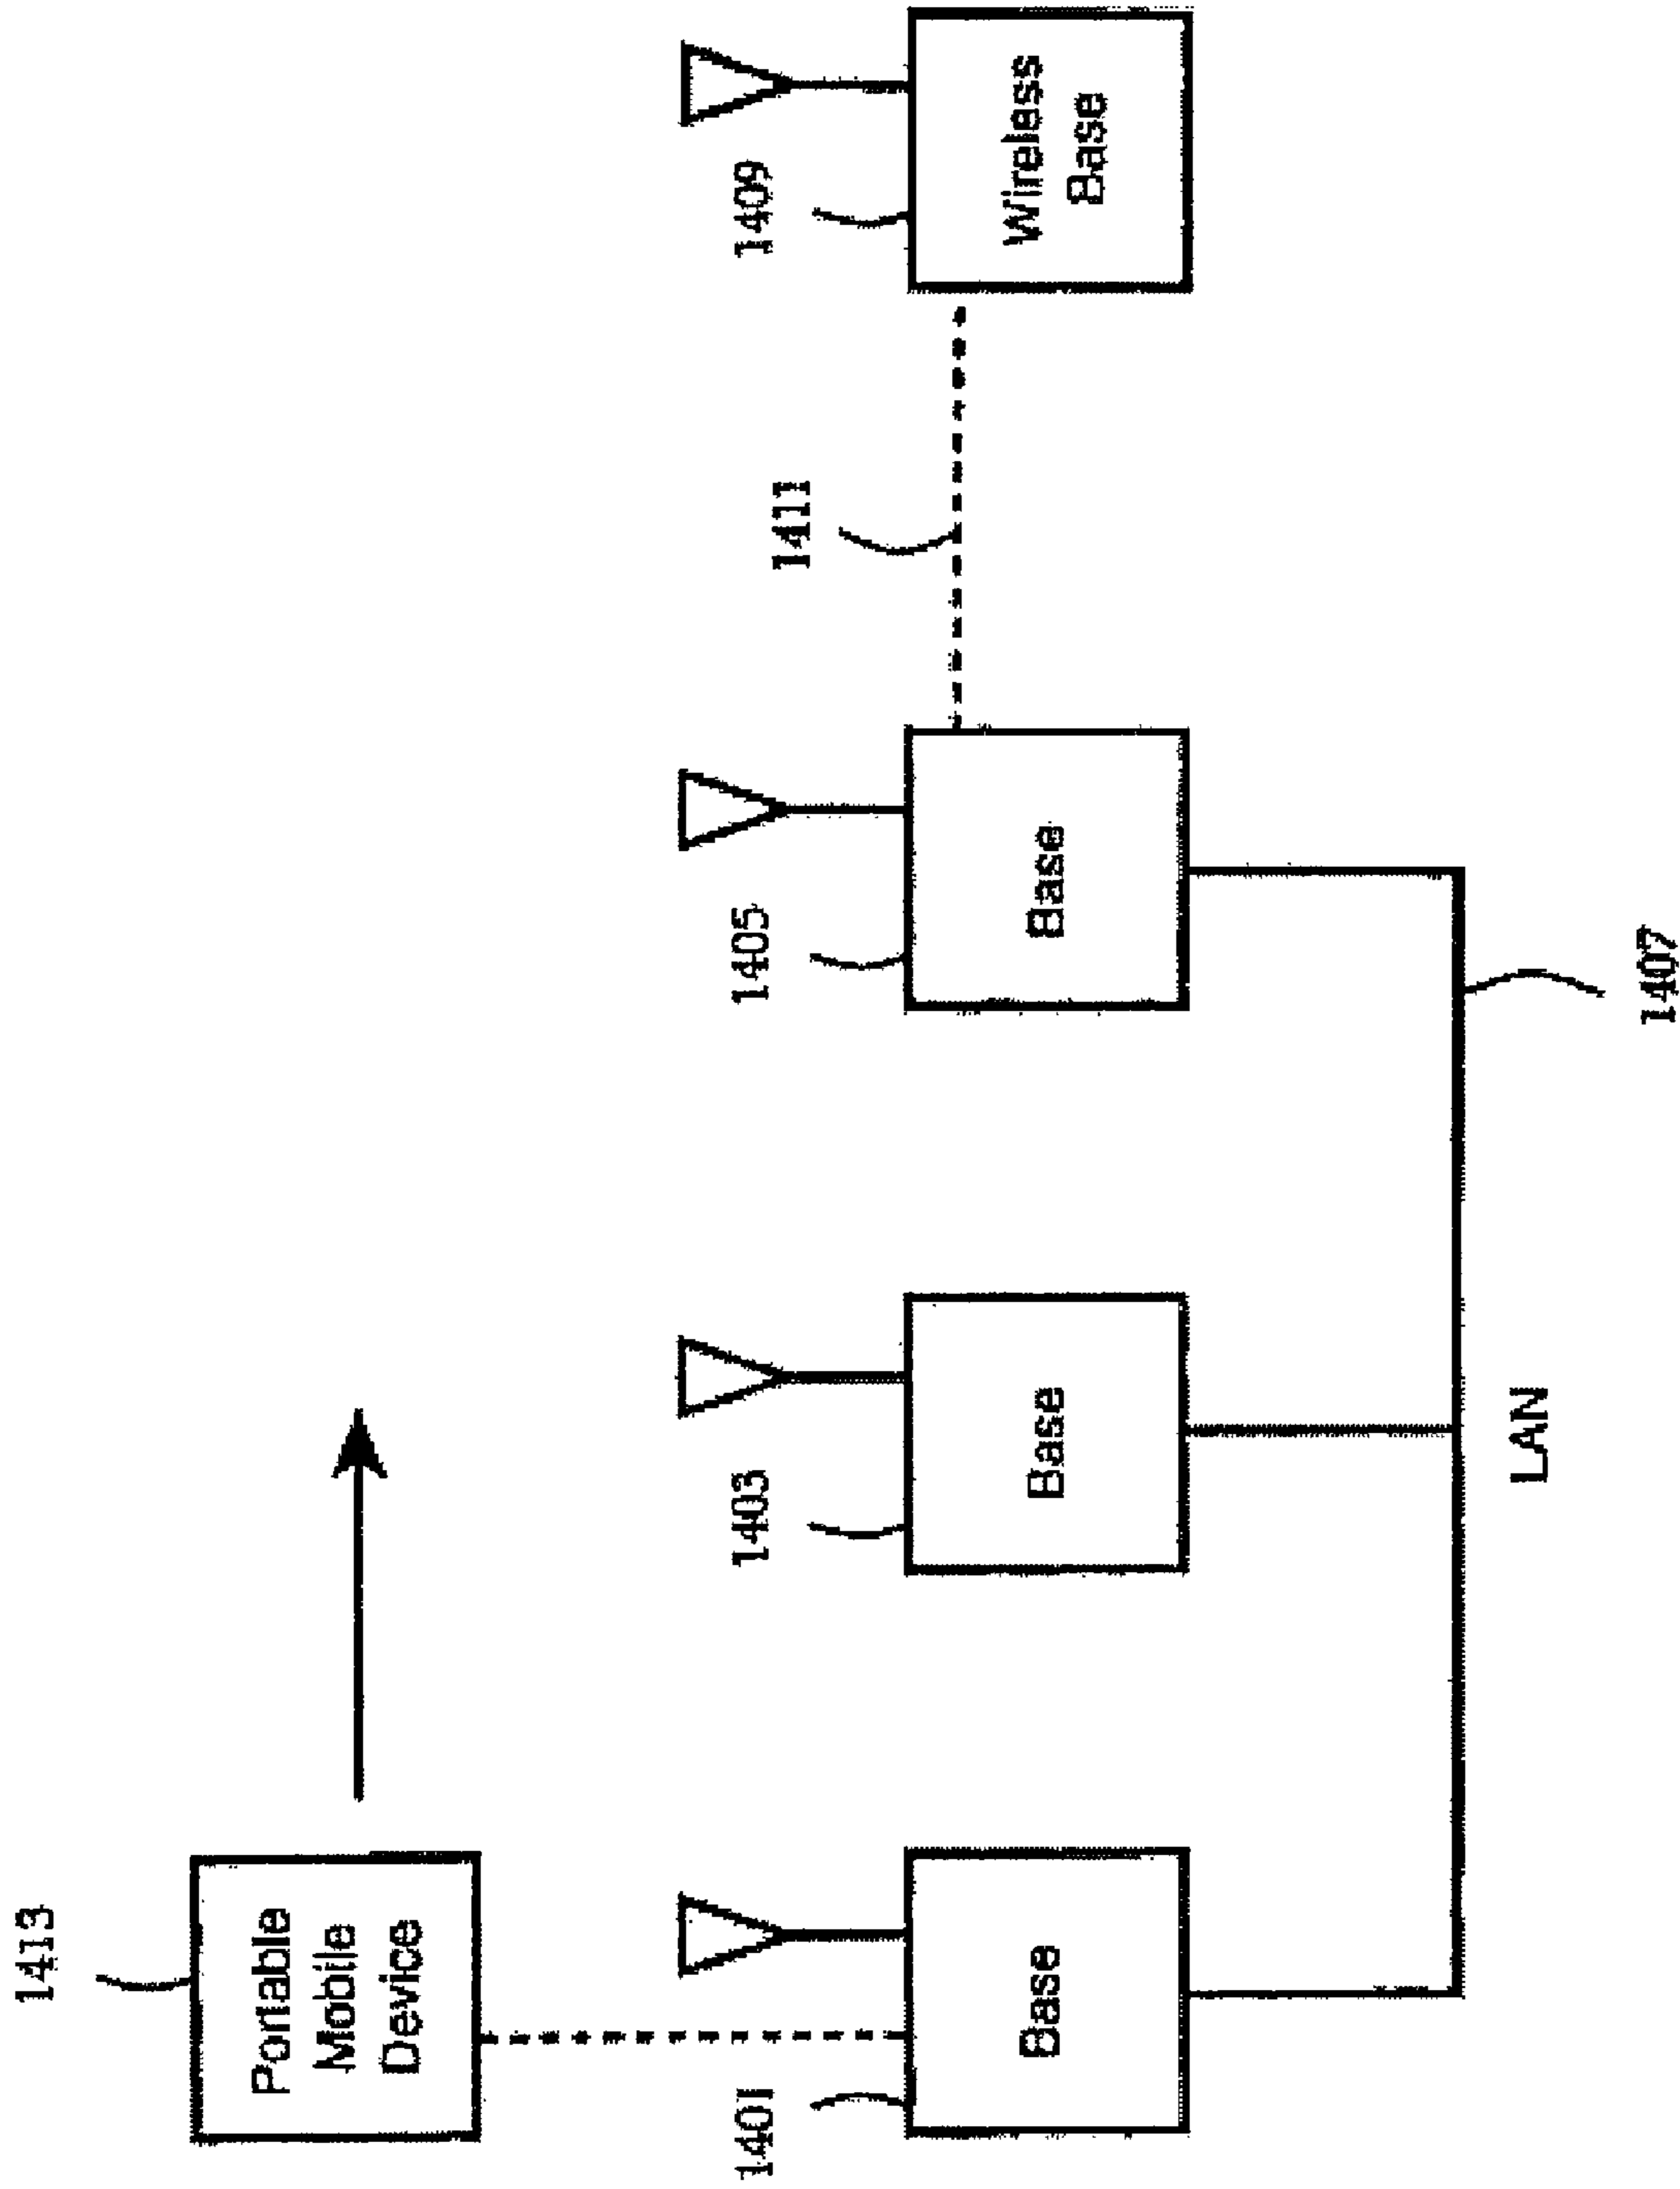 1413
Portable
Mobile
Device
1401
1403
1405
1411
1409
Base
Base
Base
Wireless
Base
LAN
1407